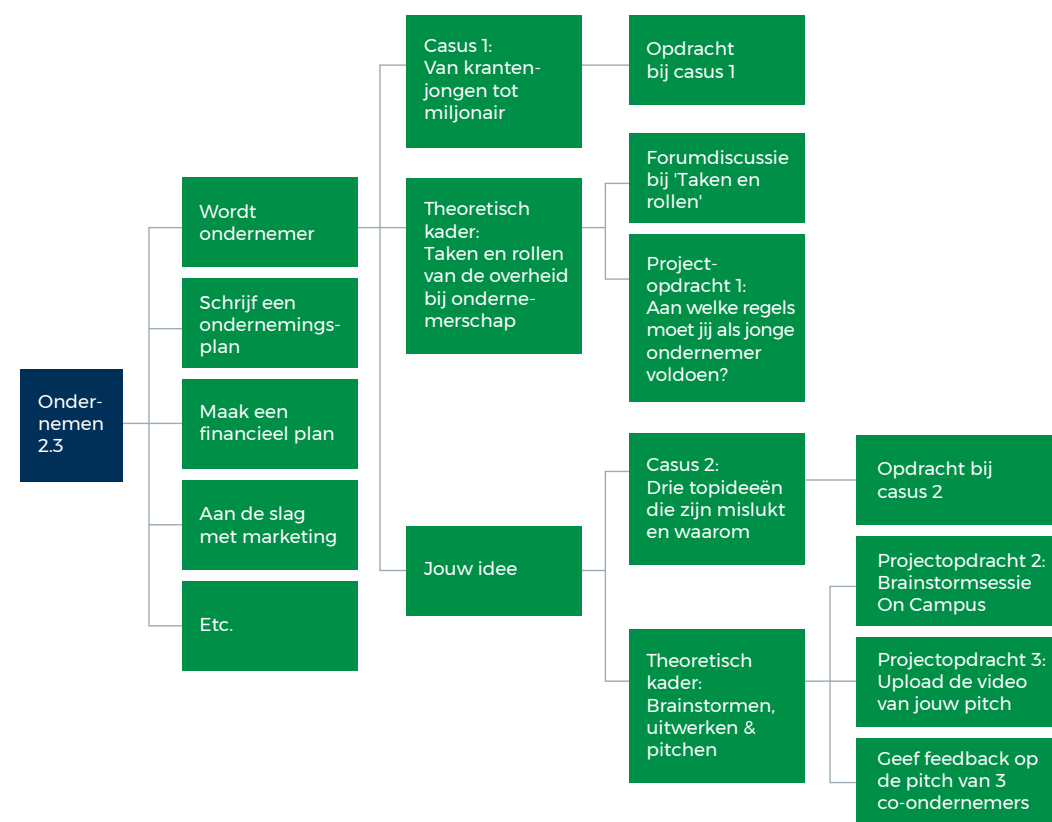 Onder-
nemen
2.3
Wordt
ondernemer
Schrijf een
ondernemings-
plan
Maak een
financieel plan
Aan de slag
met marketing
Etc.
Casus 1:
Van kranten-
jongen tot
miljonair
Theoretisch
kader:
Taken en rollen
van de overheid
bij onderne-
merschap
Jouw idee
Opdracht
bij casus 1
Forumdiscussie
bij 'Taken en
rollen'
Project-
opdracht 1:
Aan welke regels
moet jij als jonge
ondernemer
voldoen?
Casus 2:
Drie topideeën
die zijn mislukt
en waarom
Theoretisch
kader:
Brainstormen,
uitwerken &
pitchen
Opdracht bij
casus 2
Projectopdracht 2:
Brainstormsessie
On Campus
Projectopdracht 3:
Upload de video
van jouw pitch
Geef feedback op
de pitch van 3
co-ondernemers